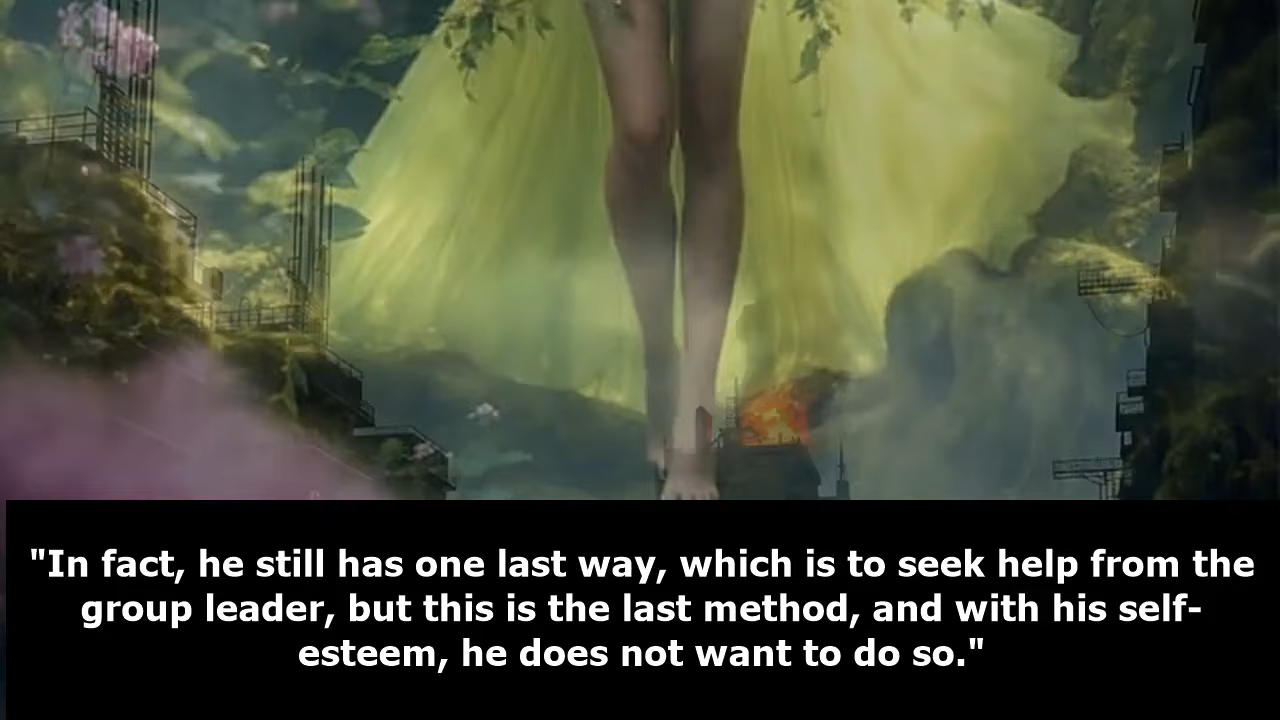 "In fact, he still has one last way, which is to seek help from the
group leader, but this is the last method, and with his self-
esteem, he does not want to do so."